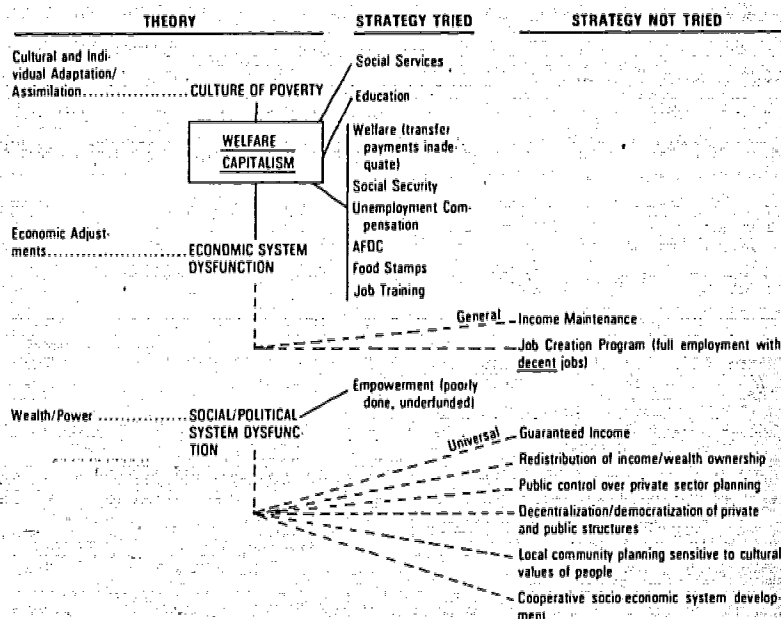 THEORY
STRATEGY TRIED
STRATEGY NOT TRIED
Cultural and Indi-
vidual Adaptation/
Assimilation
CULTURE OF POVERTY
Social Services
Education
WELFARE
CAPITALISM
Welfare (transfer
payments inade
quate)
Social Security
Unemployment Com-
pensation
AFDC
Food Stamps
Job Training
Economic Adjust-
ments
ECONOMIC SYSTEM
DYSFUNCTION
General
Income Maintenance
Job Creation Program (full employment with
decent jobs)
Empowerment (poorly
done, underfunded)
Wealth/Power
SOCIAL/POLITICAL
SYSTEM DYSFUNC-
TION
Universal
Guaranteed Income
Redistribution of income/wealth ownership
Public control over private sector planning
Decentralization/democratization of private
and public structures
Local community planning sensitive to cultural
values of people
Cooperative socio-economic system develop-
ment